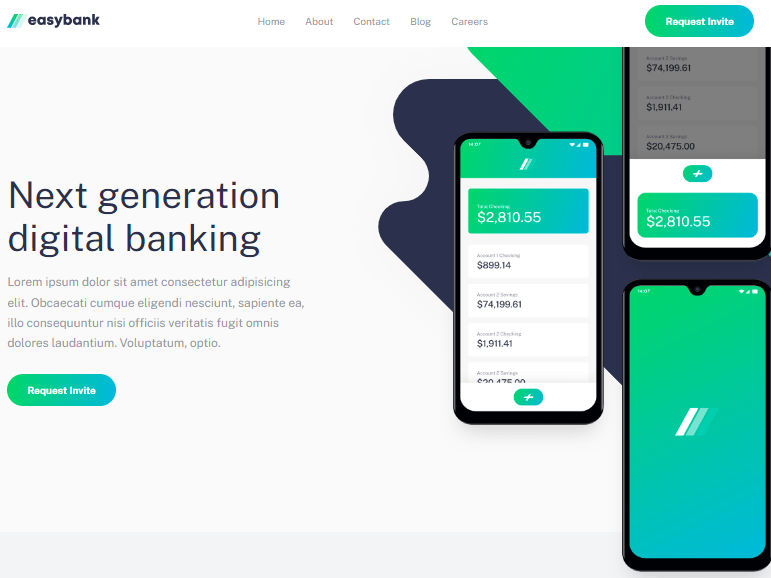 easybank
Home About Contact Blog Careers
Request Invite
Next generation
digital banking
Lorem ipsum dolor sit amet consectetur adipisicing
elit. Obcaecati cumque eligendi nesciunt, sapiente ea,
illo consequuntur nisi officiis veritatis fugit omnis
dolores laudantium. Voluptatum, optio.
Request Invite
14:07
Total Checking
$2,810.55
Account 1 Checking
$899.14
Account 2 Savings
$74,199.61
Account 2 Checking
$1,911.41
Account 2 Savings
$20,475.00
Account 2 Savings
$74,199.61
Account 2 Checking
$1,911.41
Account 2 Savings
$20,475.00
Total Checking
$2,810.55
14:07